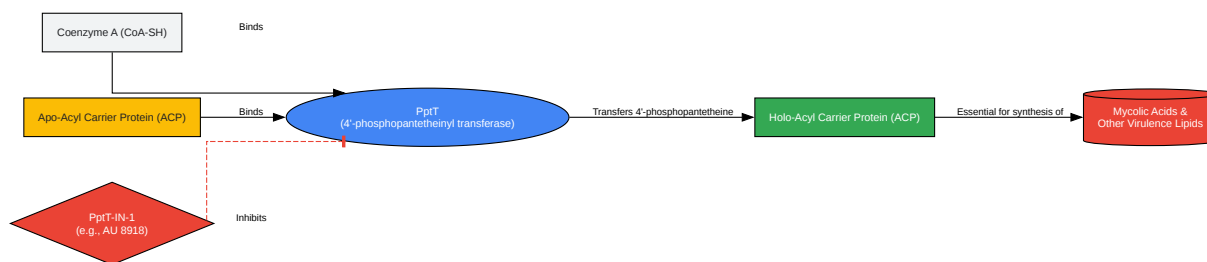 Coenzyme A (CoA-SH)
Binds
Apo-Acyl Carrier Protein (ACP)
Binds
PptT
(4'-phosphopantetheinyl transferase)
Transfers 4'-phosphopantetheine
Holo-Acyl Carrier Protein (ACP)
Essential for synthesis of
Mycolic Acids &
Other Virulence Lipids
PptT-IN-1
(e.g., AU 8918)
Inhibits